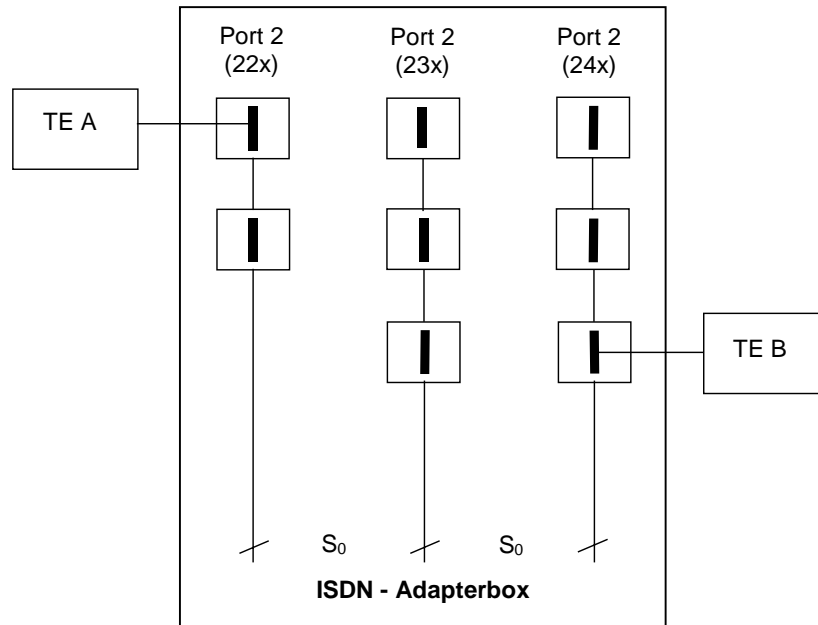 Port 2 Port 2 Port 2
(22x) (23x) (24x)
TE A
TE B
S₀ S₀
ISDN - Adapterbox